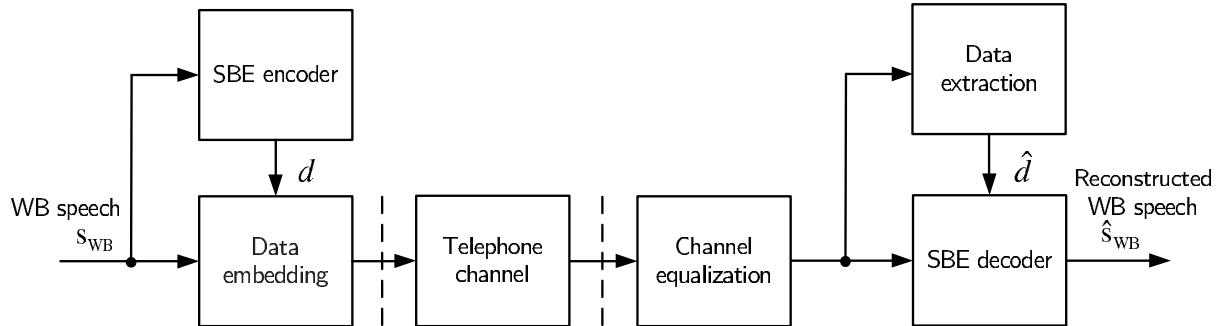 SBE encoder
d
WB speech
s_WB
Data
embedding
Telephone
channel
Channel
equalization
Data
extraction
d̂
SBE decoder
Reconstructed
WB speech
ŝ_WB